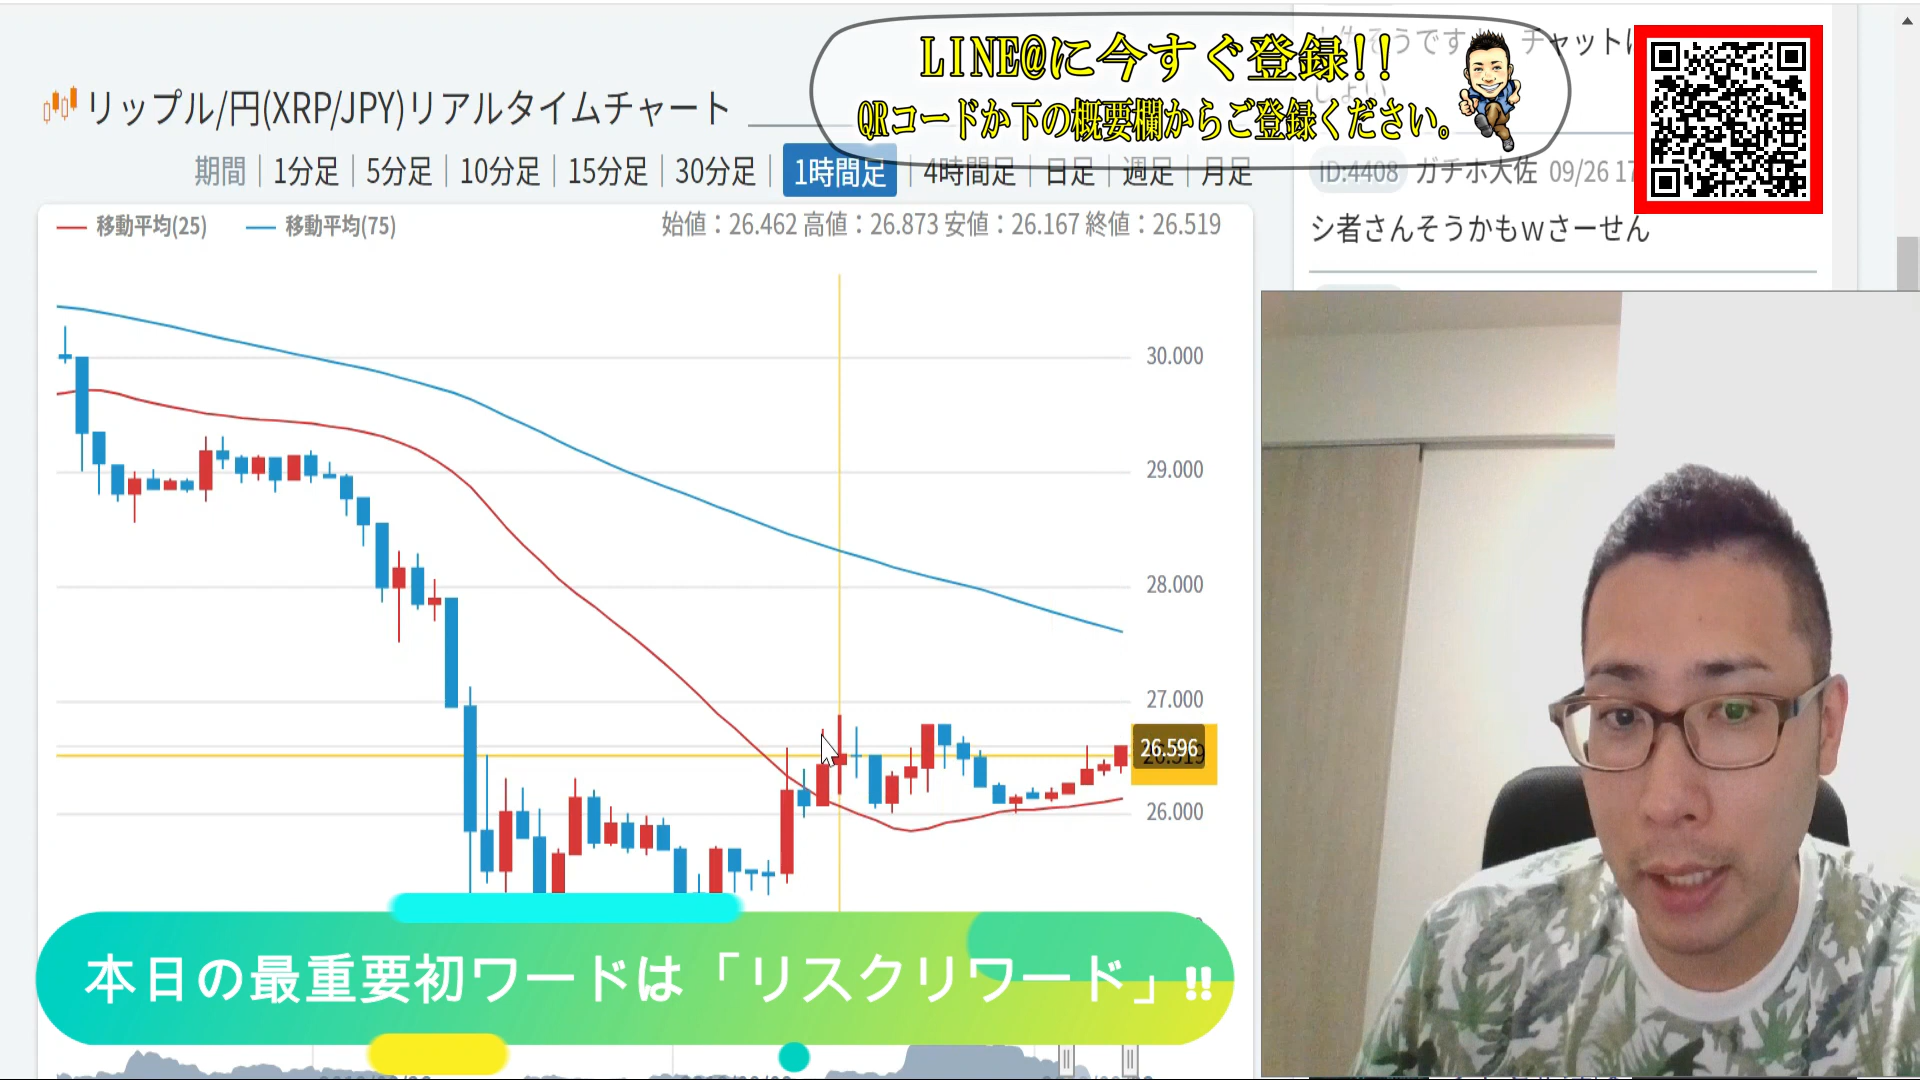 LINE@に今すぐ登録!!
QRコードか下の概要欄からご登録ください。
チャット
リップル/円(XRP/JPY)リアルタイムチャート
期間 1分足 5分足 10分足 15分足 30分足 1時間足 4時間足 日足 週足 月足
ID:4408 ガチホ大佐 09/26 17
シ者さんそうかもwさーせん
移動平均(25) 移動平均(75) 始値:26.462 高値:26.873 安値:26.167 終値:26.519
30.000
29.000
28.000
27.000
26.596
26.519
26.000
本日の最重要初ワードは「リスクリワード」!!